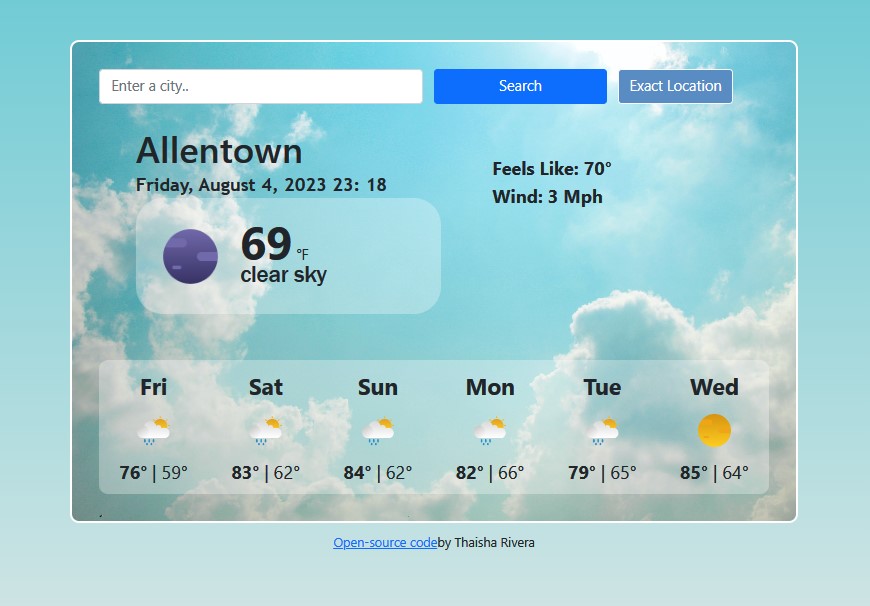 Enter a city..
Search
Exact Location
Allentown
Friday, August 4, 2023 23: 18
Feels Like: 70°
Wind: 3 Mph
69 °F
clear sky
Fri Sat Sun Mon Tue Wed
76° | 59° 83° | 62° 84° | 62° 82° | 66° 79° | 65° 85° | 64°
.
Open-source codeby Thaisha Rivera